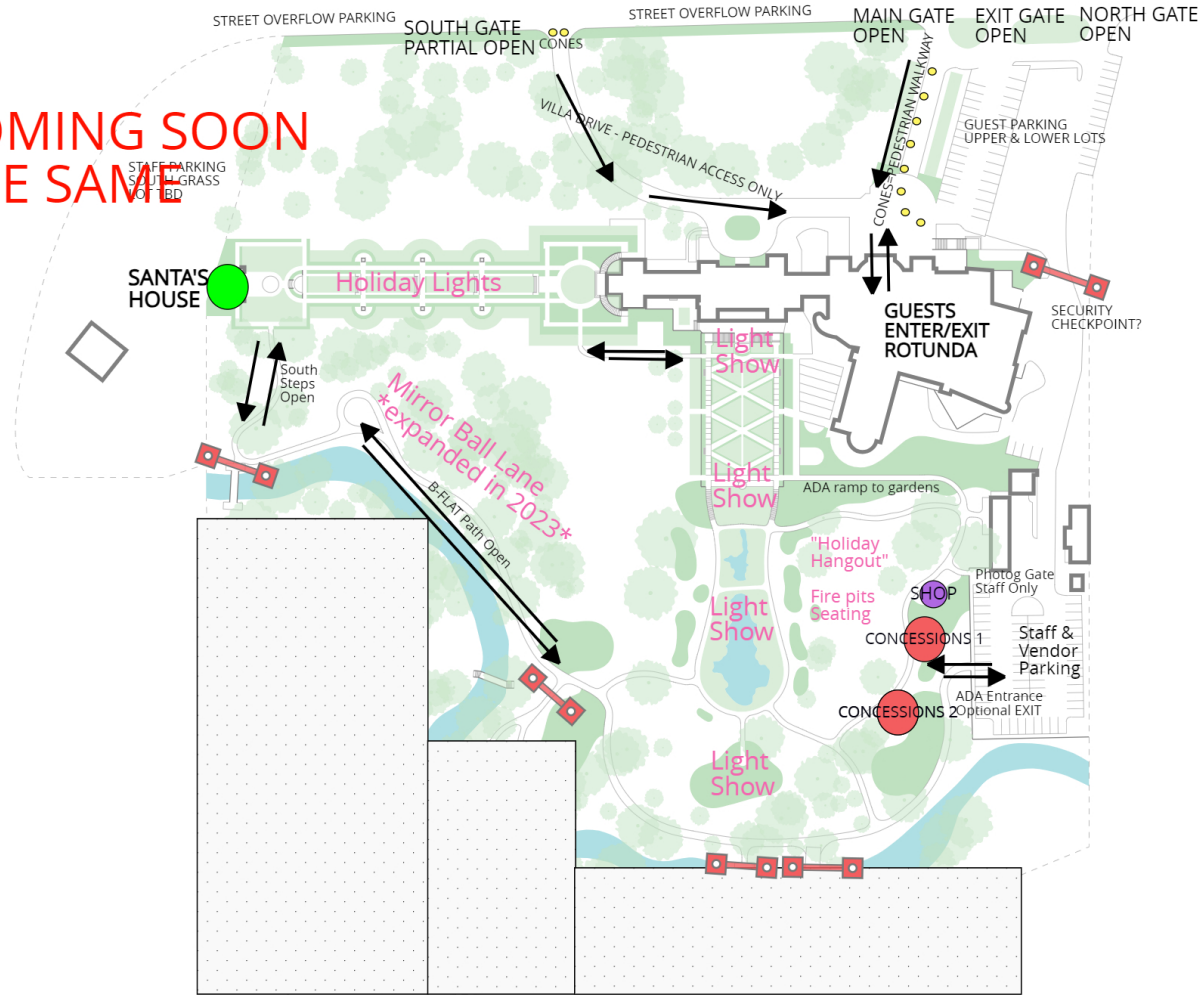 STREET OVERFLOW PARKING
SOUTH GATE
PARTIAL OPEN
CONES
STREET OVERFLOW PARKING
MAIN GATE
OPEN
EXIT GATE
OPEN
NORTH GATE
OPEN
OMING SOON
E SAME
STAFF PARKING
SOUTH GRASS
LOT TBD
VILLA DRIVE - PEDESTRIAN ACCESS ONLY
CONES=PEDESTRIAN WALKWAY
GUEST PARKING
UPPER & LOWER LOTS
SANTA'S
HOUSE
Holiday Lights
GUESTS
ENTER/EXIT
ROTUNDA
SECURITY
CHECKPOINT?
Light
Show
South
Steps
Open
Mirror Ball Lane
*expanded in 2023*
B-FLAT Path Open
Light
Show
ADA ramp to gardens
"Holiday
Hangout"
Fire pits
Seating
Photog Gate
Staff Only
SHOP
Light
Show
CONCESSIONS 1
Staff &
Vendor
Parking
ADA Entrance
Optional EXIT
CONCESSIONS 2
Light
Show